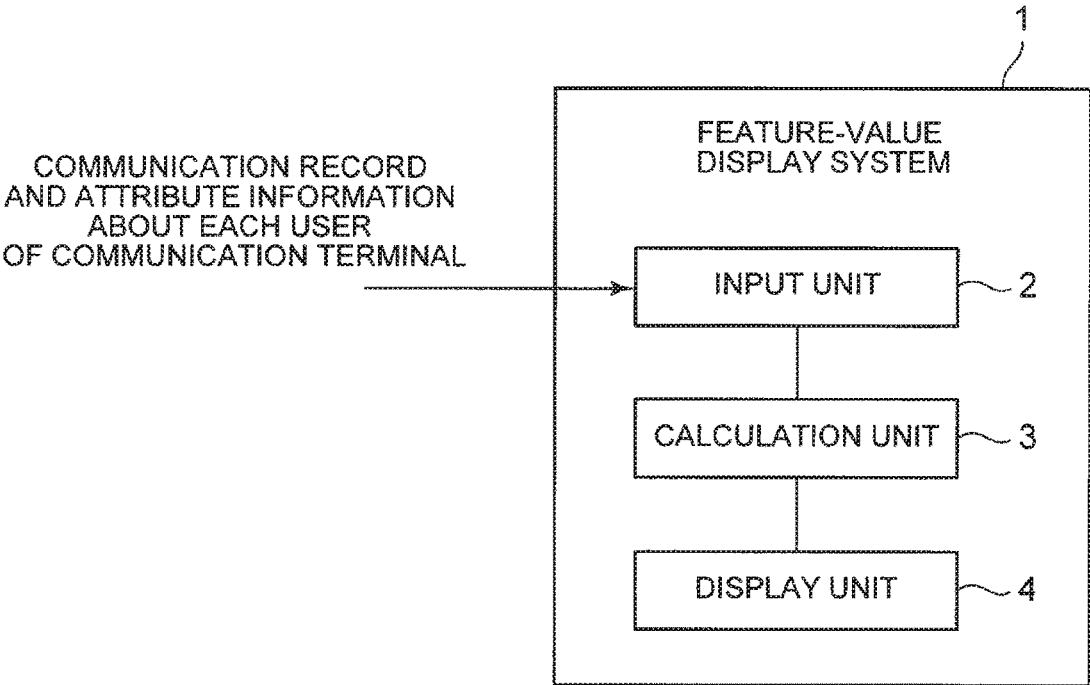 1
FEATURE-VALUE
DISPLAY SYSTEM
COMMUNICATION RECORD
AND ATTRIBUTE INFORMATION
ABOUT EACH USER
OF COMMUNICATION TERMINAL
INPUT UNIT
2
CALCULATION UNIT
3
DISPLAY UNIT
4